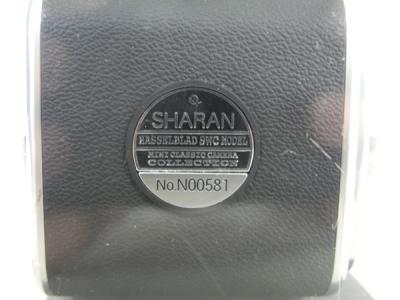 SHARAN
HASSELBLAD SWC MODEL
MINI CLASSIC CAMERA
COLLECTION
No.N00581